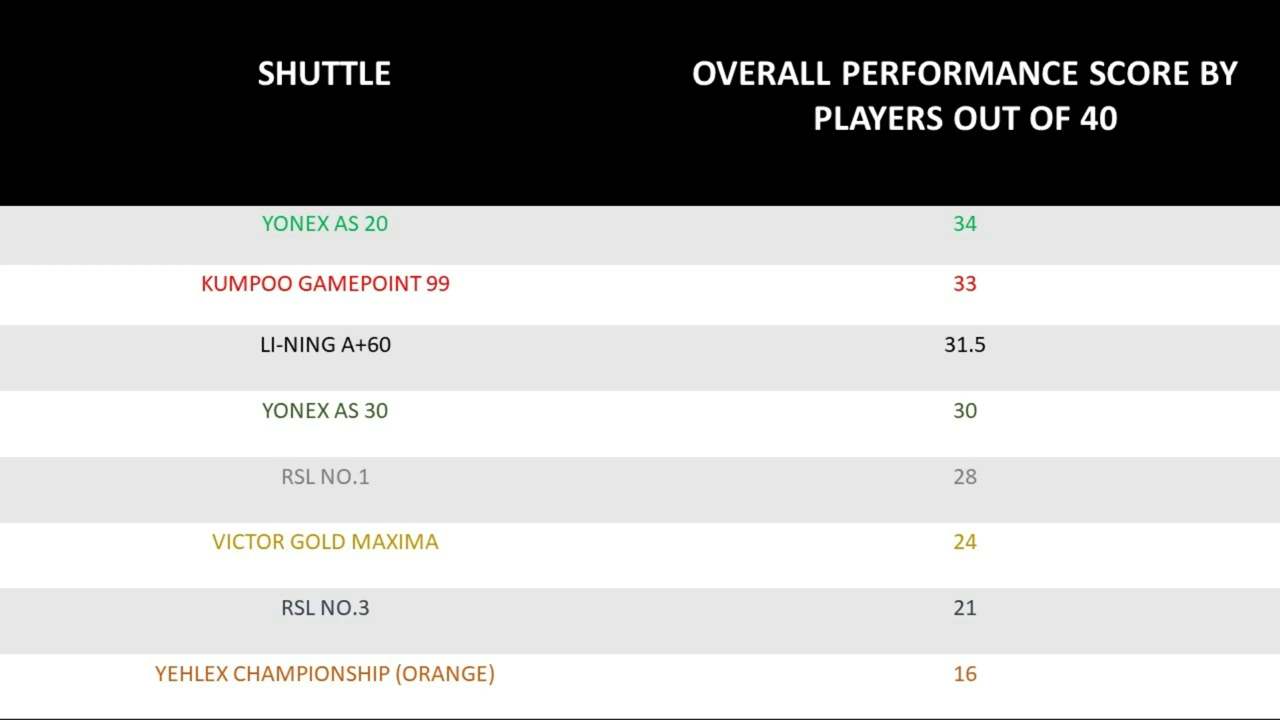 SHUTTLE
OVERALL PERFORMANCE SCORE BY
PLAYERS OUT OF 40
YONEX AS 20 34
KUMPOO GAMEPOINT 99 33
LI-NING A+60 31.5
YONEX AS 30 30
RSL NO.1 28
VICTOR GOLD MAXIMA 24
RSL NO.3 21
YEHLEX CHAMPIONSHIP (ORANGE) 16